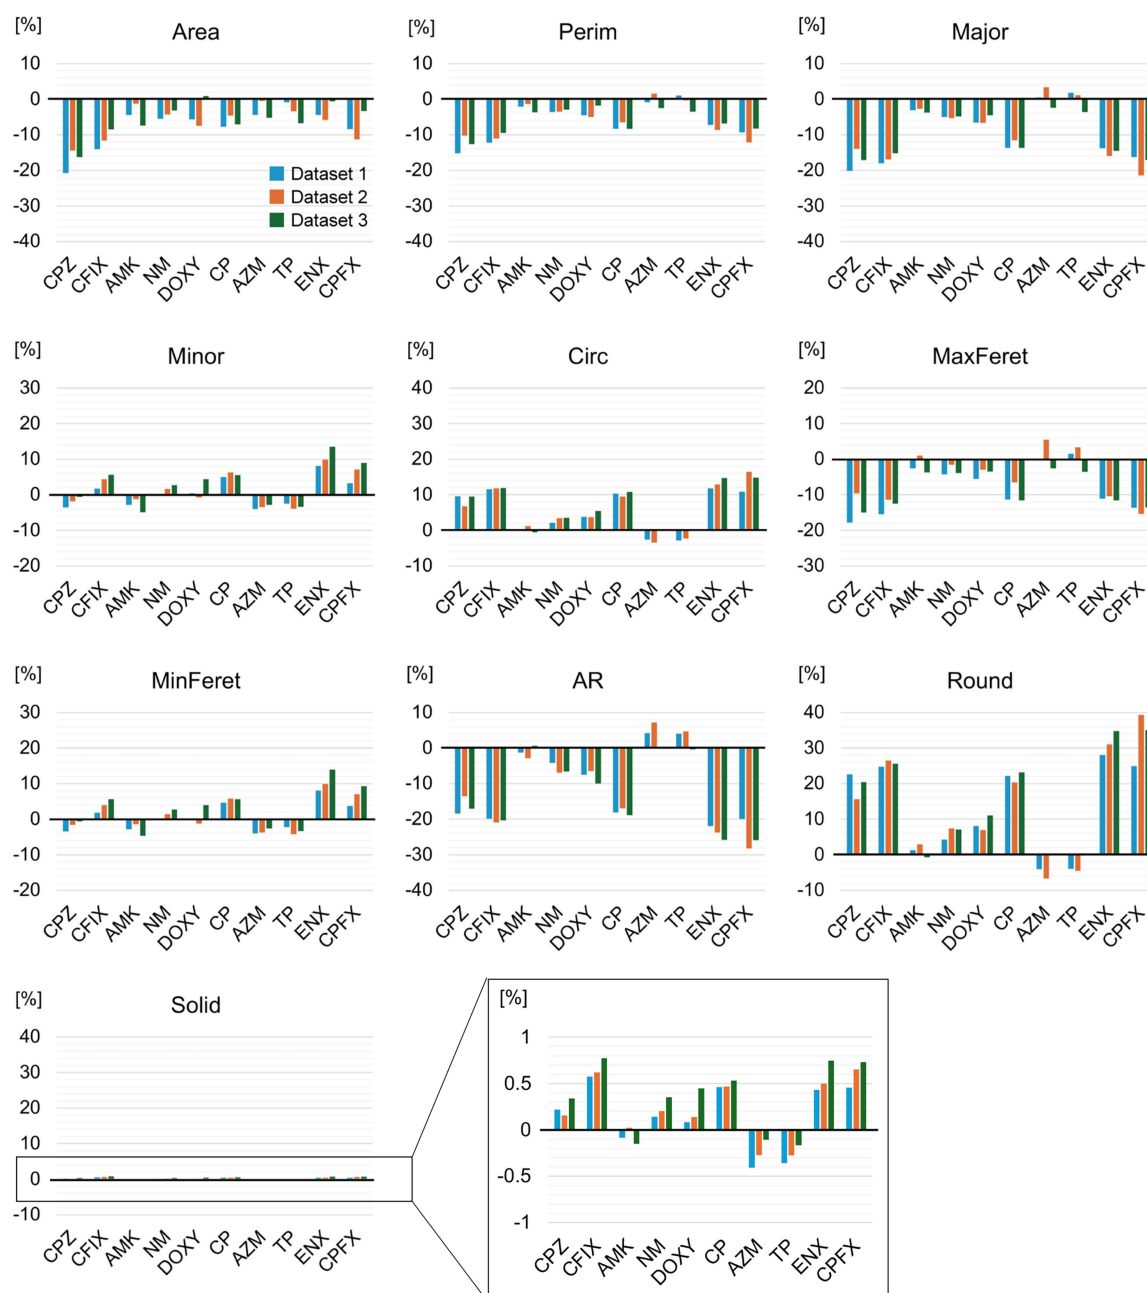 [%] Area
10
0
-10
-20
-30
-40
Dataset 1
Dataset 2
Dataset 3
CPZ CFIX AMK NM DOXY CP AZM TP ENX CPFX
[%] Perim
10
0
-10
-20
-30
-40
CPZ CFIX AMK NM DOXY CP AZM TP ENX CPFX
[%] Major
10
0
-10
-20
-30
-40
CPZ CFIX AMK NM DOXY CP AZM TP ENX CPFX
[%] Minor
30
20
10
0
-10
-20
CPZ CFIX AMK NM DOXY CP AZM TP ENX CPFX
[%] Circ
40
30
20
10
0
-10
CPZ CFIX AMK NM DOXY CP AZM TP ENX CPFX
[%] MaxFeret
20
10
0
-10
-20
-30
CPZ CFIX AMK NM DOXY CP AZM TP ENX CPFX
[%] MinFeret
30
20
10
0
-10
-20
CPZ CFIX AMK NM DOXY CP AZM TP ENX CPFX
[%] AR
10
0
-10
-20
-30
-40
CPZ CFIX AMK NM DOXY CP AZM TP ENX CPFX
[%] Round
40
30
20
10
0
-10
CPZ CFIX AMK NM DOXY CP AZM TP ENX CPFX
[%] Solid
40
30
20
10
0
-10
CPZ CFIX AMK NM DOXY CP AZM TP ENX CPFX
[%]
1
0.5
0
-0.5
-1
CPZ CFIX AMK NM DOXY CP AZM TP ENX CPFX